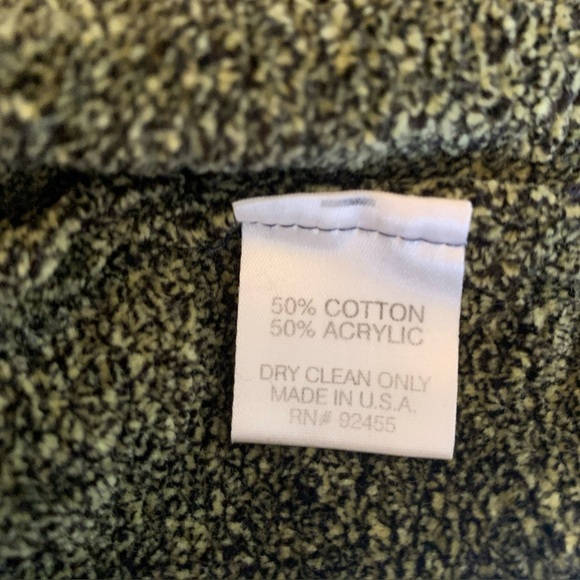 50% COTTON
50% ACRYLIC
DRY CLEAN ONLY
MADE IN U.S.A.
RN# 92455